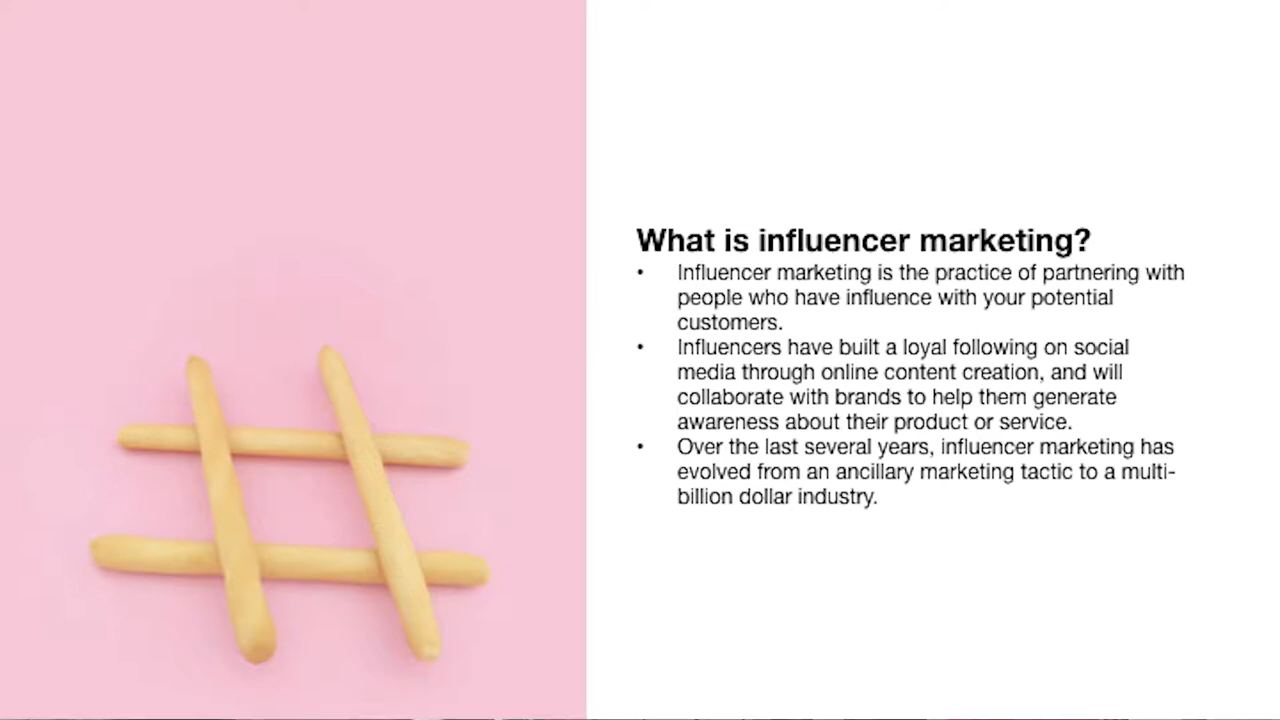 What is influencer marketing?
• Influencer marketing is the practice of partnering with
people who have influence with your potential
customers.
• Influencers have built a loyal following on social
media through online content creation, and will
collaborate with brands to help them generate
awareness about their product or service.
• Over the last several years, influencer marketing has
evolved from an ancillary marketing tactic to a multi-
billion dollar industry.